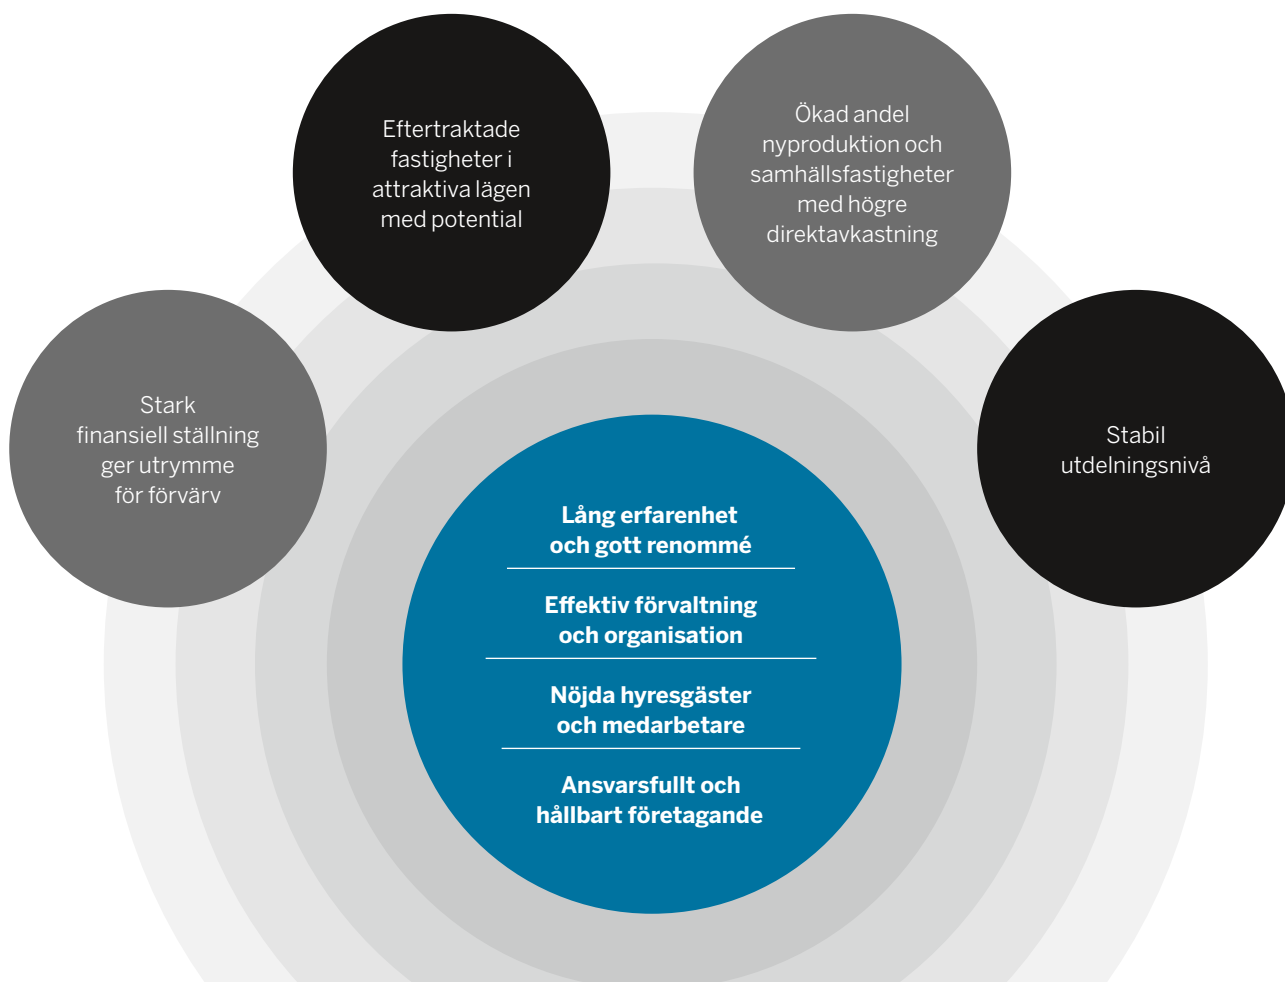 Eftertraktade
fastigheter i
attraktiva lägen
med potential
Ökad andel
nyproduktion och
samhällsfastigheter
med högre
direktavkastning
Stark
finansiell ställning
ger utrymme
för förvärv
Stabil
utdelningsnivå
Lång erfarenhet
och gott renommé
Effektiv förvaltning
och organisation
Nöjda hyresgäster
och medarbetare
Ansvarsfullt och
hållbart företagande